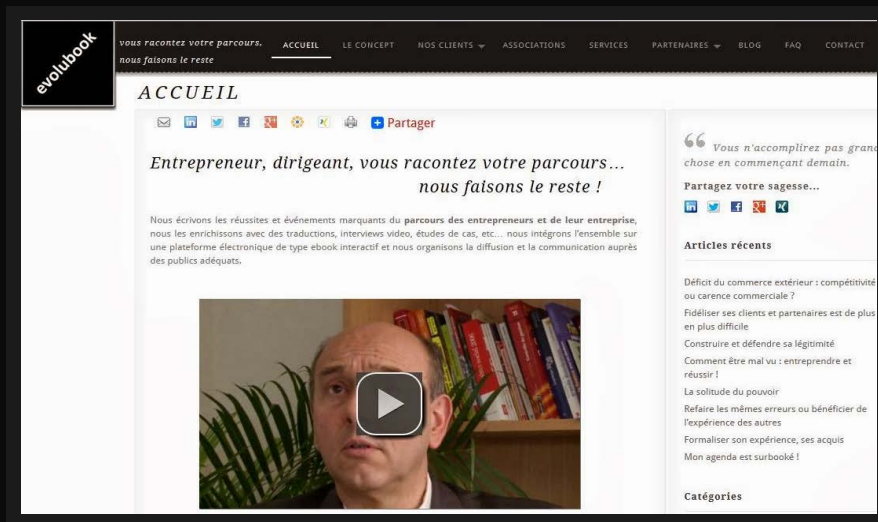 evolubook
vous racontez votre parcours,
nous faisons le reste
ACCUEIL LE CONCEPT NOS CLIENTS ASSOCIATIONS SERVICES PARTENAIRES BLOG FAQ CONTACT
ACCUEIL
Partager
Entrepreneur, dirigeant, vous racontez votre parcours…
nous faisons le reste !
Nous écrivons les réussites et événements marquants du parcours des entrepreneurs et de leur entreprise,
nous les enrichissons avec des traductions, interviews video, études de cas, etc… nous intégrons l'ensemble sur
une plateforme électronique de type ebook interactif et nous organisons la diffusion et la communication auprès
des publics adéquats.
Vous n'accomplirez pas grand
chose en commençant demain.
Partagez votre sagesse...
Articles récents
Déficit du commerce extérieur : compétitivité
ou carence commerciale ?
Fidéliser ses clients et partenaires est de plus
en plus difficile
Construire et défendre sa légitimité
Comment être mal vu : entreprendre et
réussir !
La solitude du pouvoir
Refaire les mêmes erreurs ou bénéficier de
l'expérience des autres
Formaliser son expérience, ses acquis
Mon agenda est surbooké !
Catégories